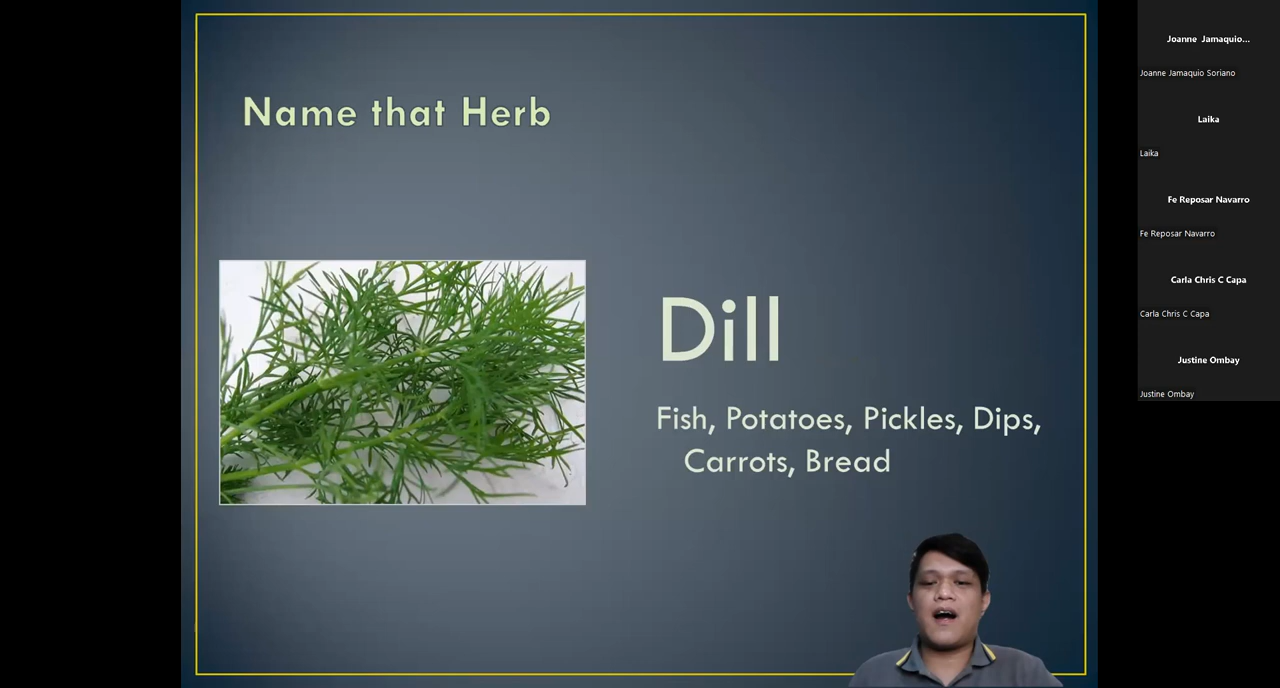 Name that Herb
Dill
Fish, Potatoes, Pickles, Dips,
Carrots, Bread
Joanne Jamaquio...
Joanne Jamaquio Soriano
Laika
Laika
Fe Reposar Navarro
Fe Reposar Navarro
Carla Chris C Capa
Carla Chris C Capa
Justine Ombay
Justine Ombay